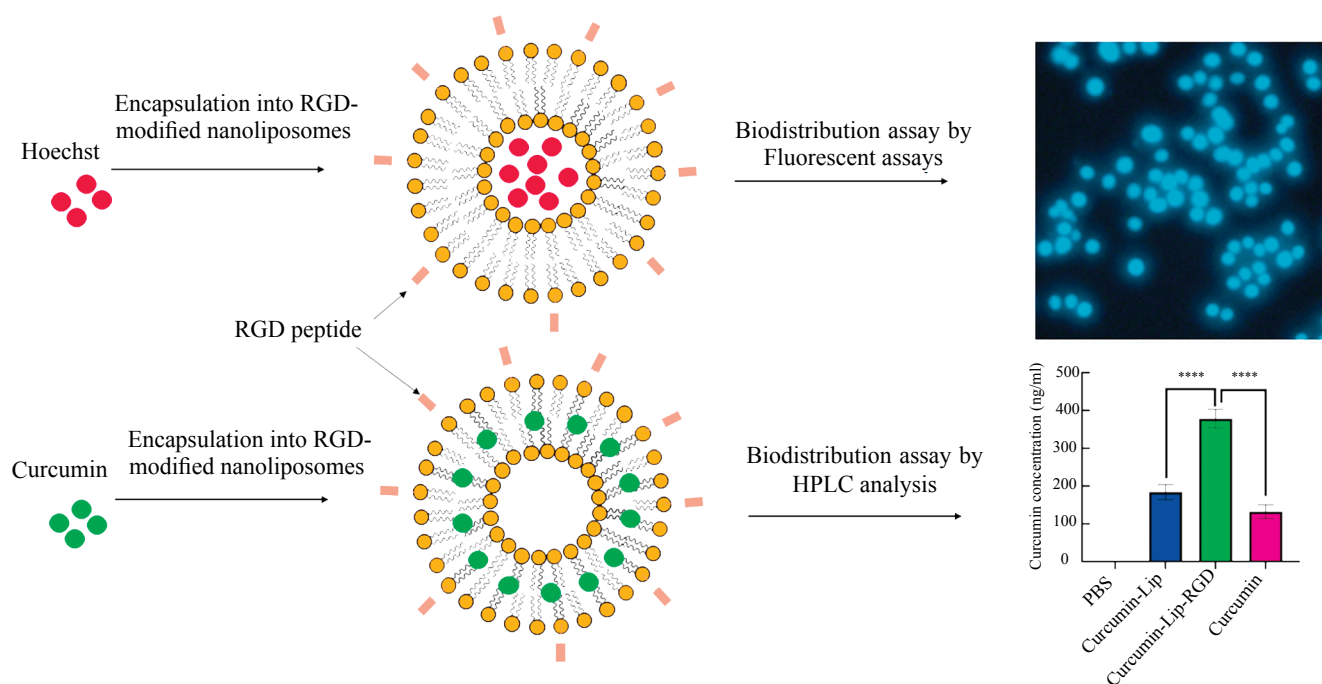 Hoechst
Encapsulation into RGD-
modified nanoliposomes
Biodistribution assay by
Fluorescent assays
RGD peptide
Curcumin
Encapsulation into RGD-
modified nanoliposomes
Biodistribution assay by
HPLC analysis
Curcumin concentration (ng/ml)
500
400
300
200
100
0
****
****
PBS
Curcumin-Lip
Curcumin-Lip-RGD
Curcumin